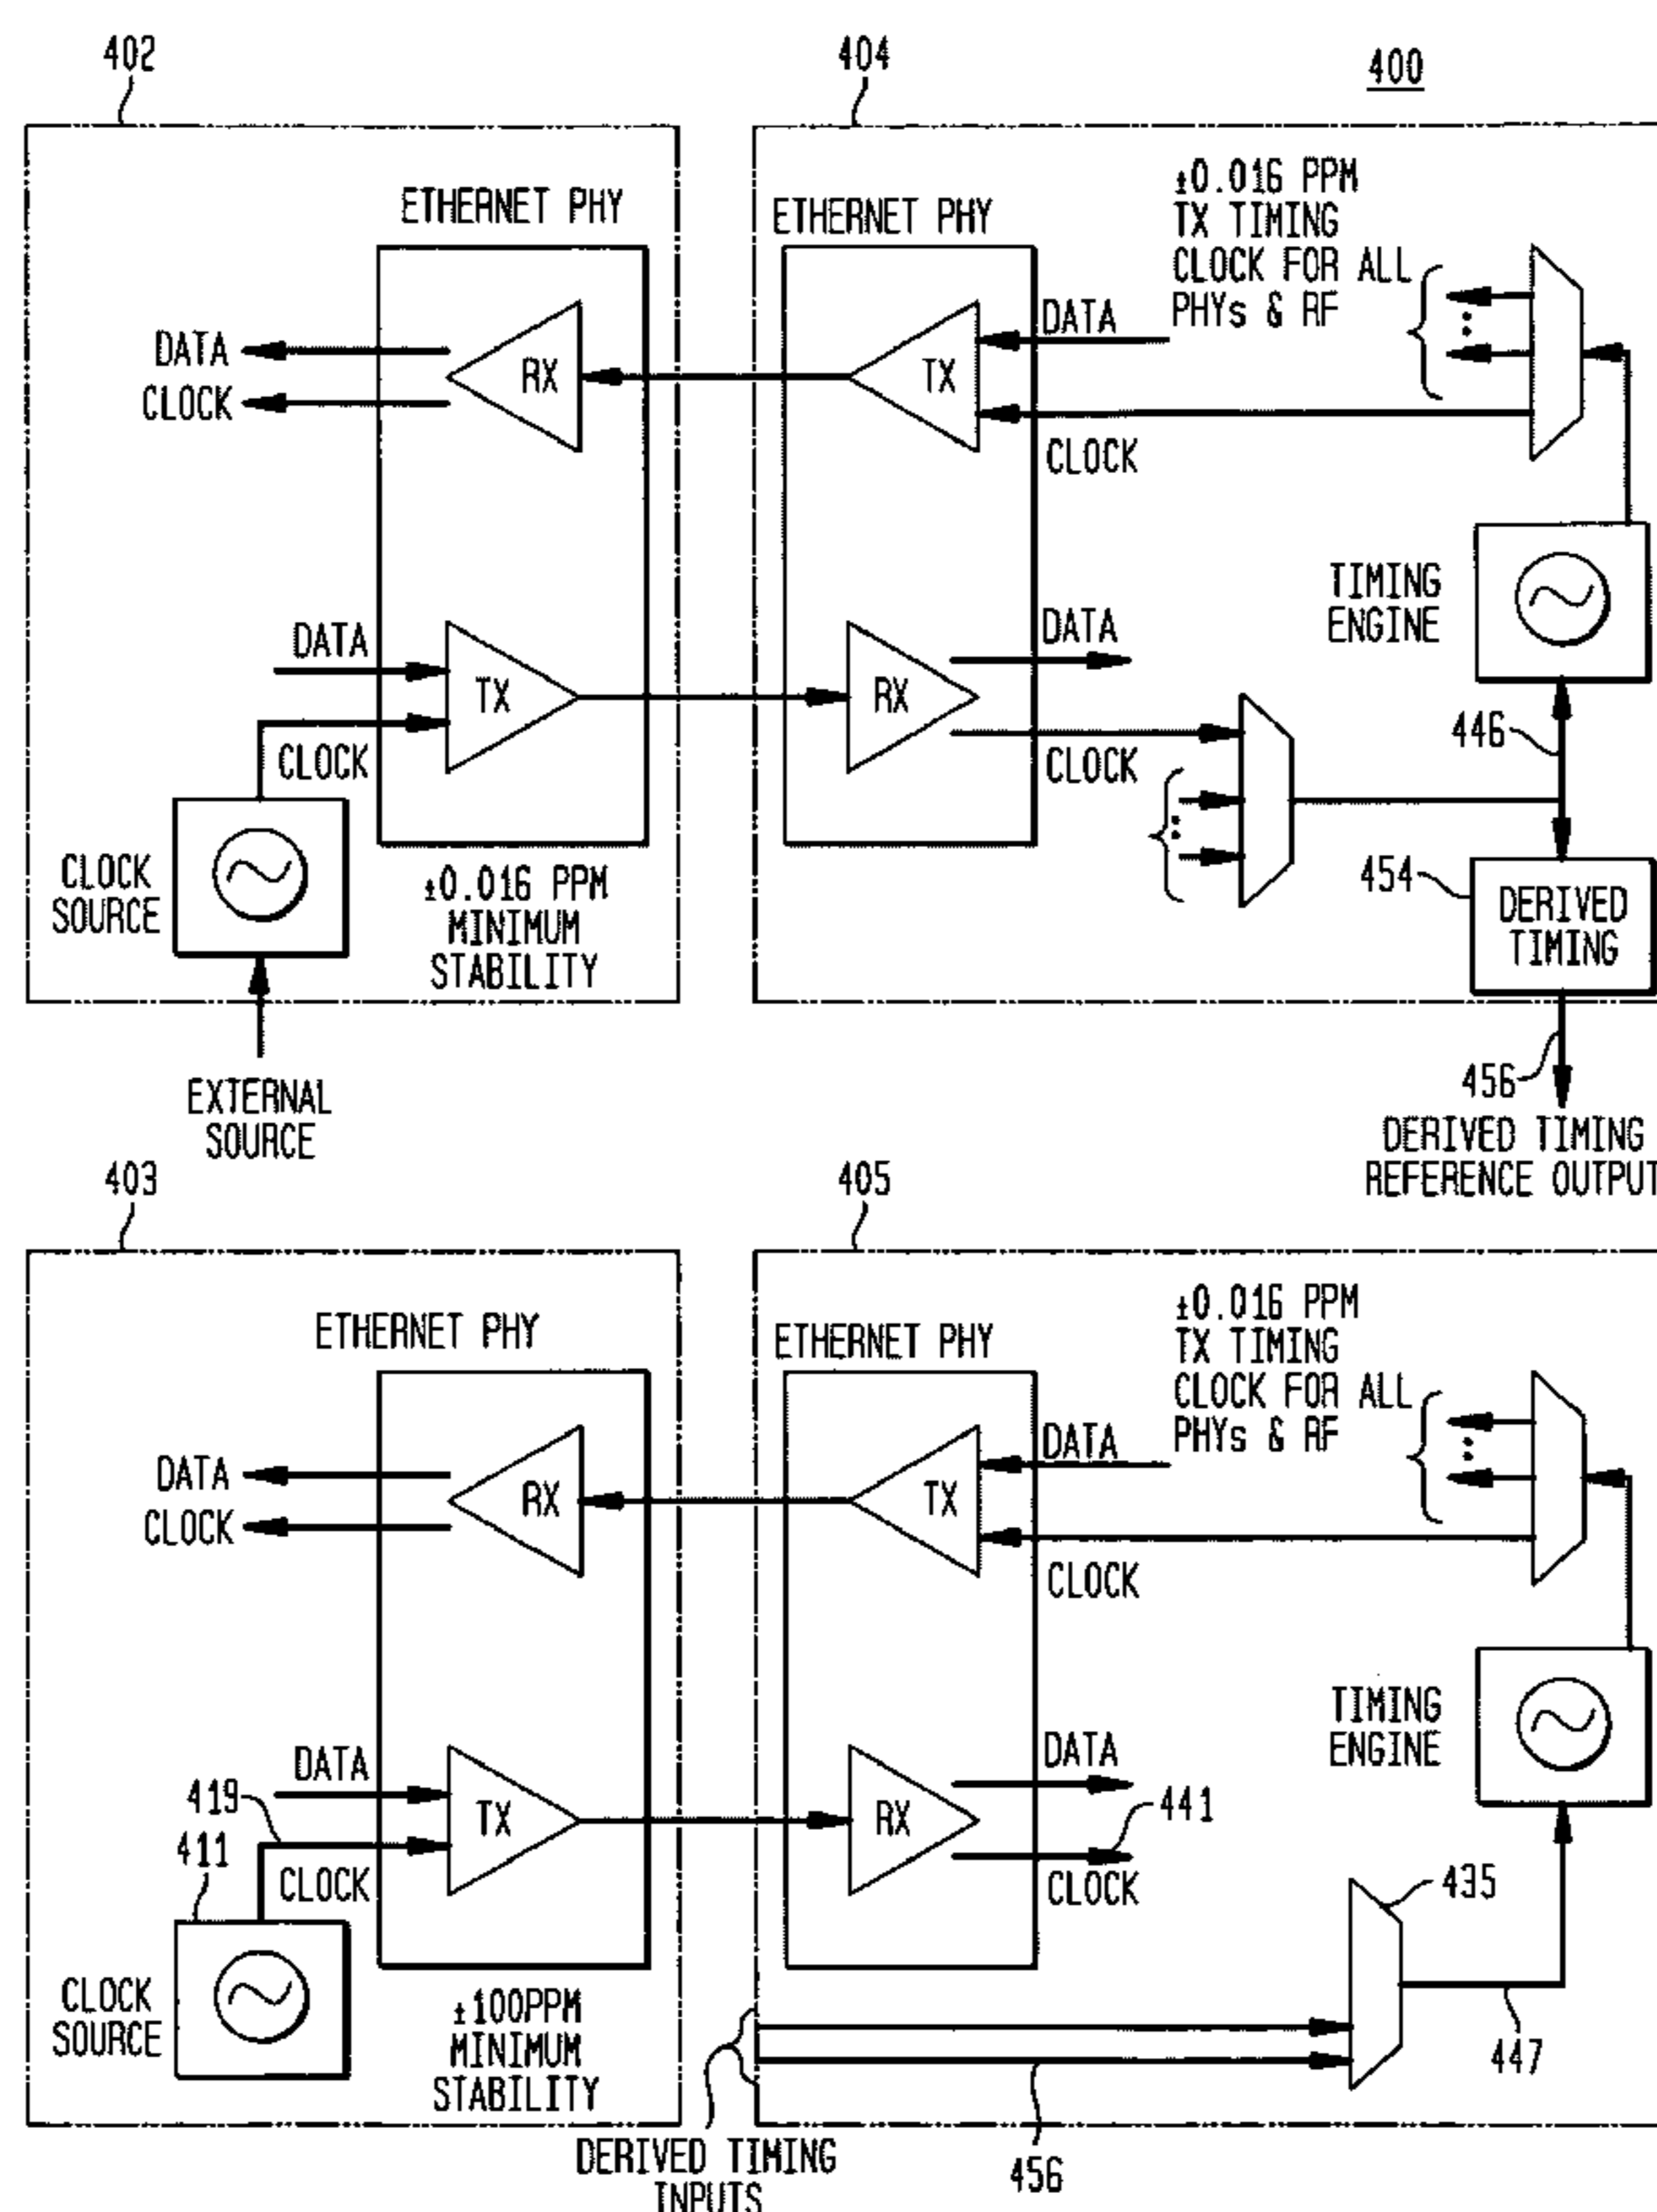 402
404
400
ETHERNET PHY
ETHERNET PHY
±0.016 PPM
TX TIMING
CLOCK FOR ALL
PHYs & RF
DATA
CLOCK
RX
TX
DATA
CLOCK
DATA
CLOCK
TX
RX
DATA
CLOCK
TIMING
ENGINE
446
CLOCK
SOURCE
±0.016 PPM
MINIMUM
STABILITY
454
DERIVED
TIMING
EXTERNAL
SOURCE
456
DERIVED TIMING
REFERENCE OUTPUT
403
405
ETHERNET PHY
ETHERNET PHY
±0.016 PPM
TX TIMING
CLOCK FOR ALL
PHYs & RF
DATA
CLOCK
RX
TX
DATA
CLOCK
TIMING
ENGINE
DATA
419
411
CLOCK
TX
RX
DATA
441
CLOCK
435
CLOCK
SOURCE
±100PPM
MINIMUM
STABILITY
447
DERIVED TIMING
INPUTS
456